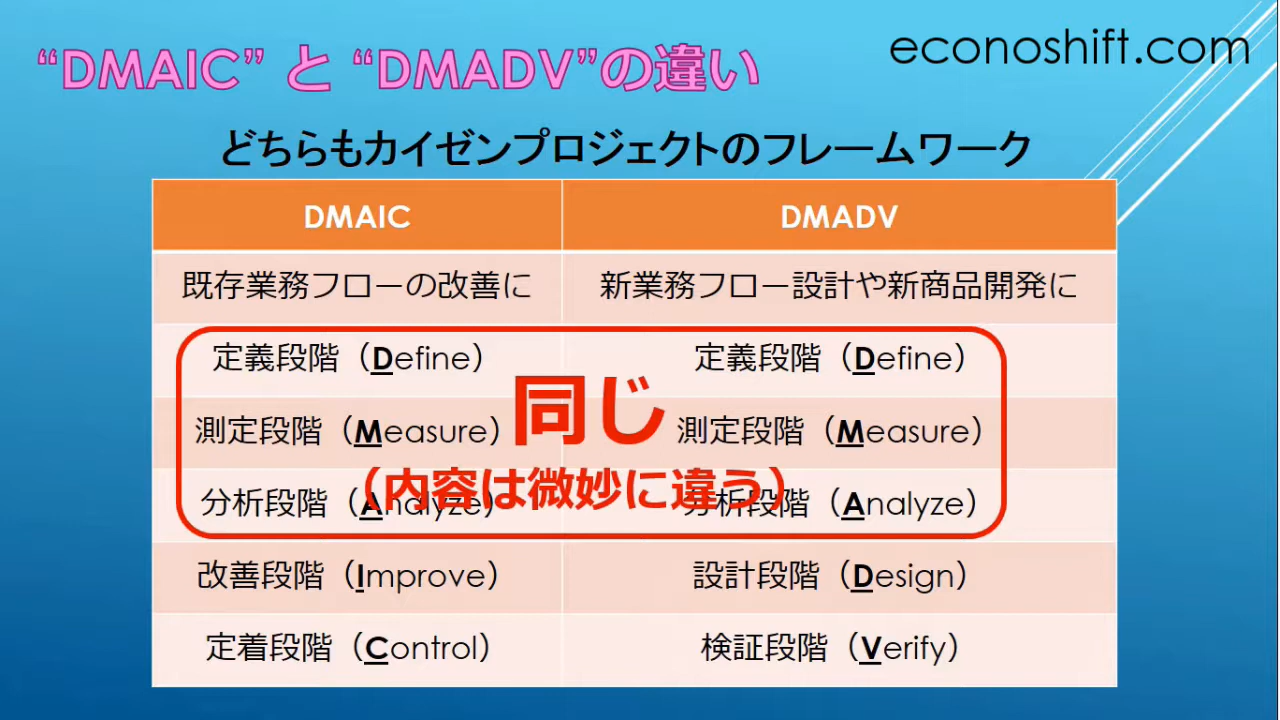 “DMAIC” と “DMADV”の違い
econoshift.com
どちらもカイゼンプロジェクトのフレームワーク
DMAIC DMADV
既存業務フローの改善に 新業務フロー設計や新商品開発に
定義段階（Define） 定義段階（Define）
同じ
測定段階（Measure） 測定段階（Measure）
（内容は微妙に違う）
分析段階（Analyze） 分析段階（Analyze）
改善段階（Improve） 設計段階（Design）
定着段階（Control） 検証段階（Verify）